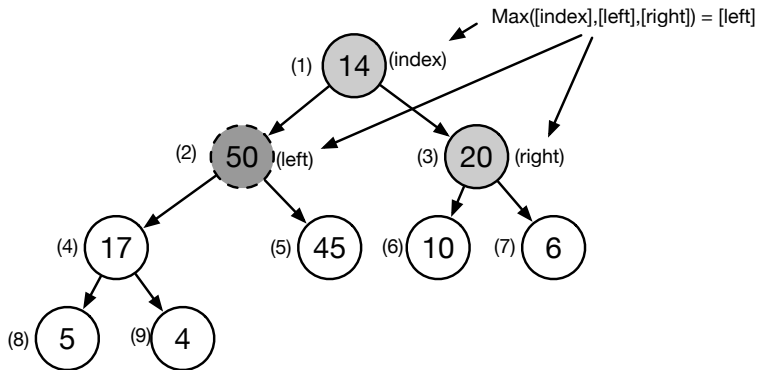 Max([index],[left],[right]) = [left]
(1) 14 (index)
(2) 50 (left) (3) 20 (right)
(4) 17 (5) 45 (6) 10 (7) 6
(8) 5 (9) 4